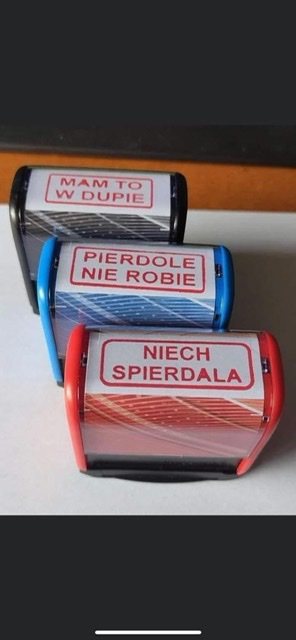 MAM TO
W DUPIE
PIERDOLE
NIE ROBIE
NIECH
SPIERDALA